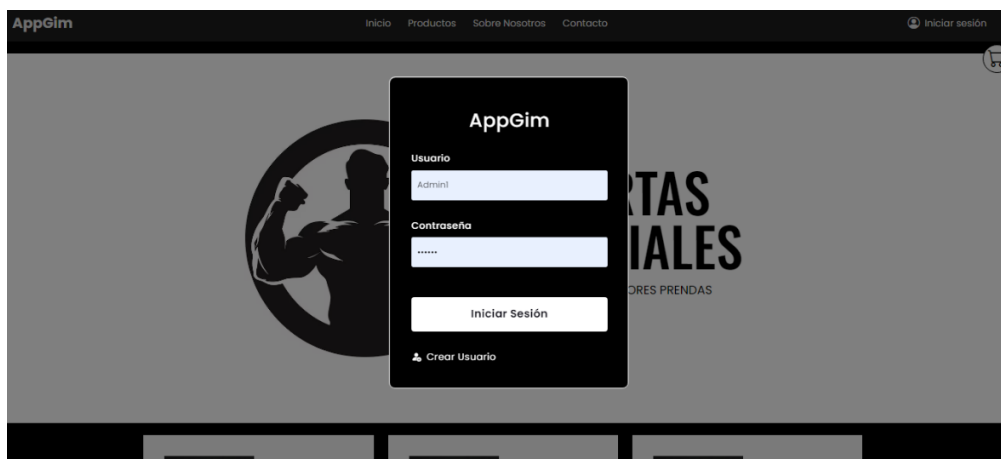 AppGim
Inicio Productos Sobre Nosotros Contacto
Iniciar sesión
AppGim
Usuario
Admin1
Contraseña
••••••
Iniciar Sesión
Crear Usuario
RTAS
IALES
ORES PRENDAS